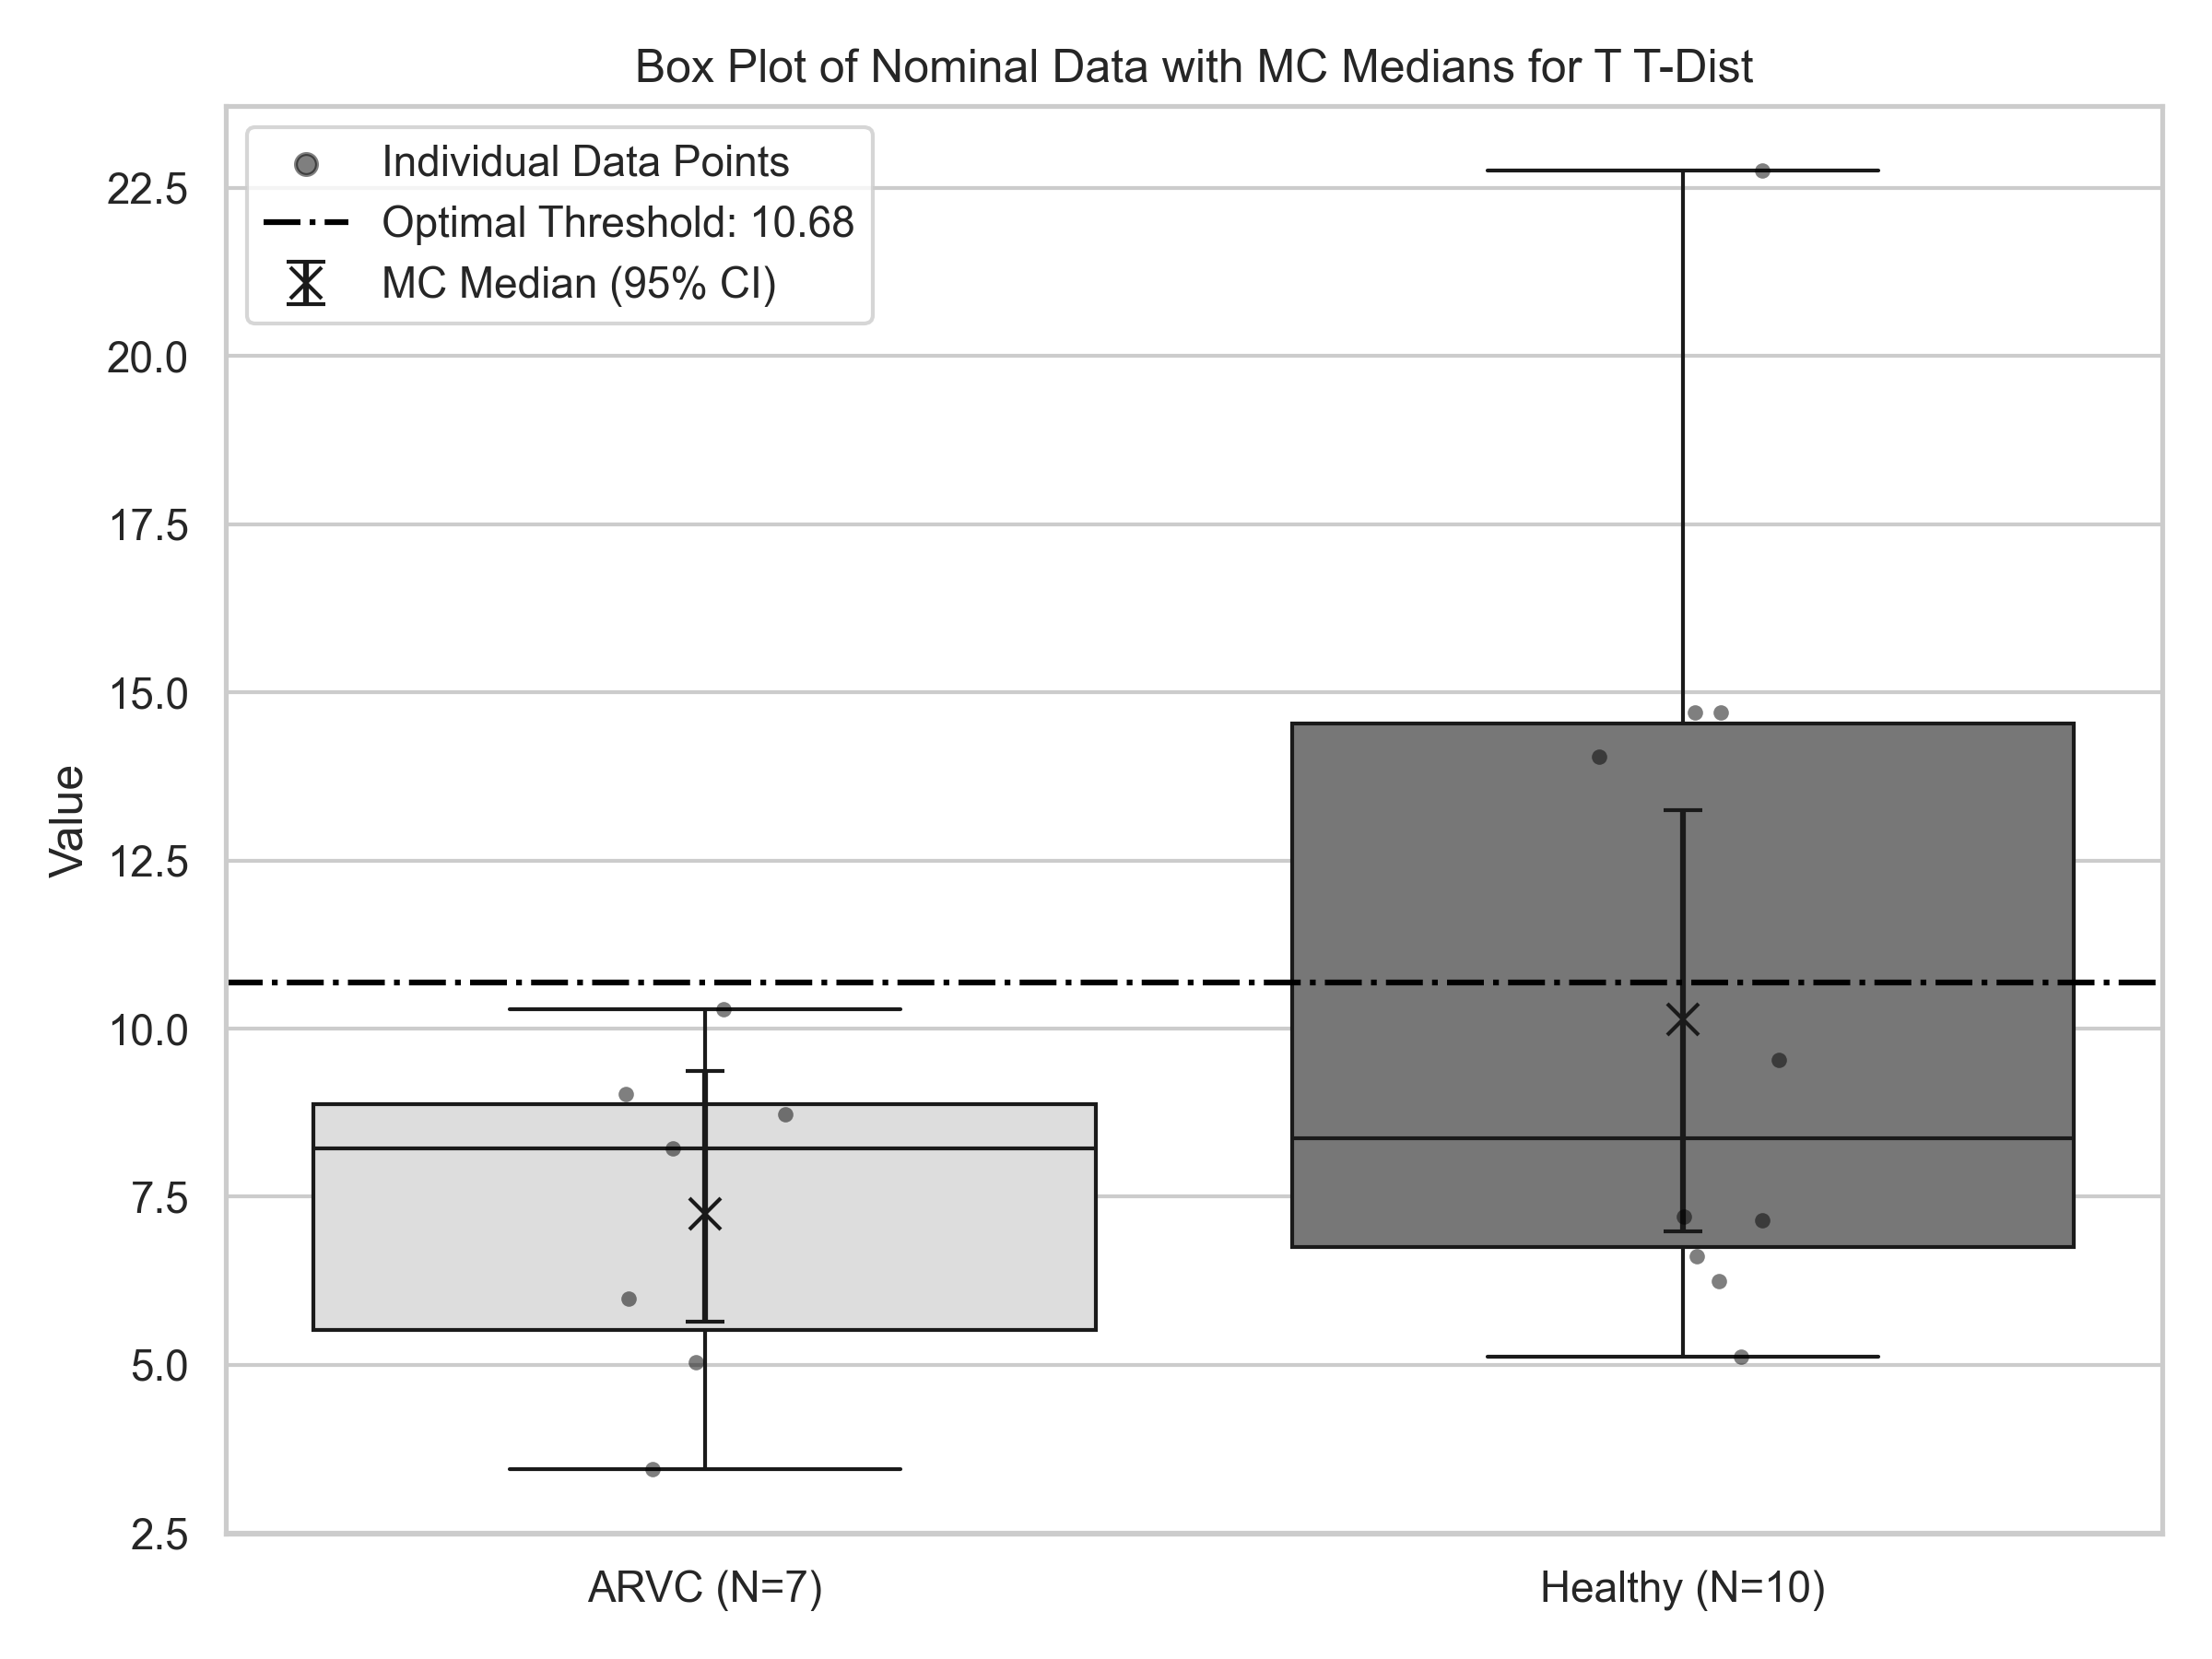 Box Plot of Nominal Data with MC Medians for T T-Dist
Individual Data Points
Optimal Threshold: 10.68
MC Median (95% CI)
Value
22.5
20.0
17.5
15.0
12.5
10.0
7.5
5.0
2.5
ARVC (N=7)
Healthy (N=10)